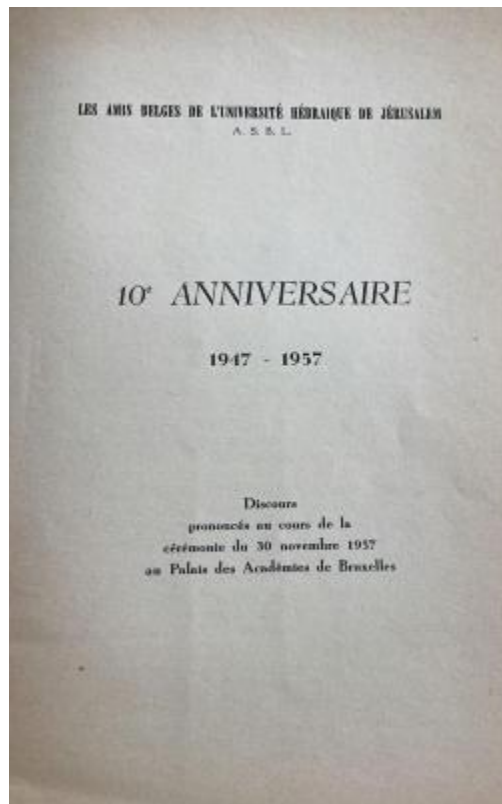 LES AMIS BELGES DE L'UNIVERSITÉ HÉBRAIQUE DE JÉRUSALEM
A. S. B. L.
10e ANNIVERSAIRE
1947 - 1957
Discours
prononcés au cours de la
cérémonie du 30 novembre 1957
au Palais des Académies de Bruxelles